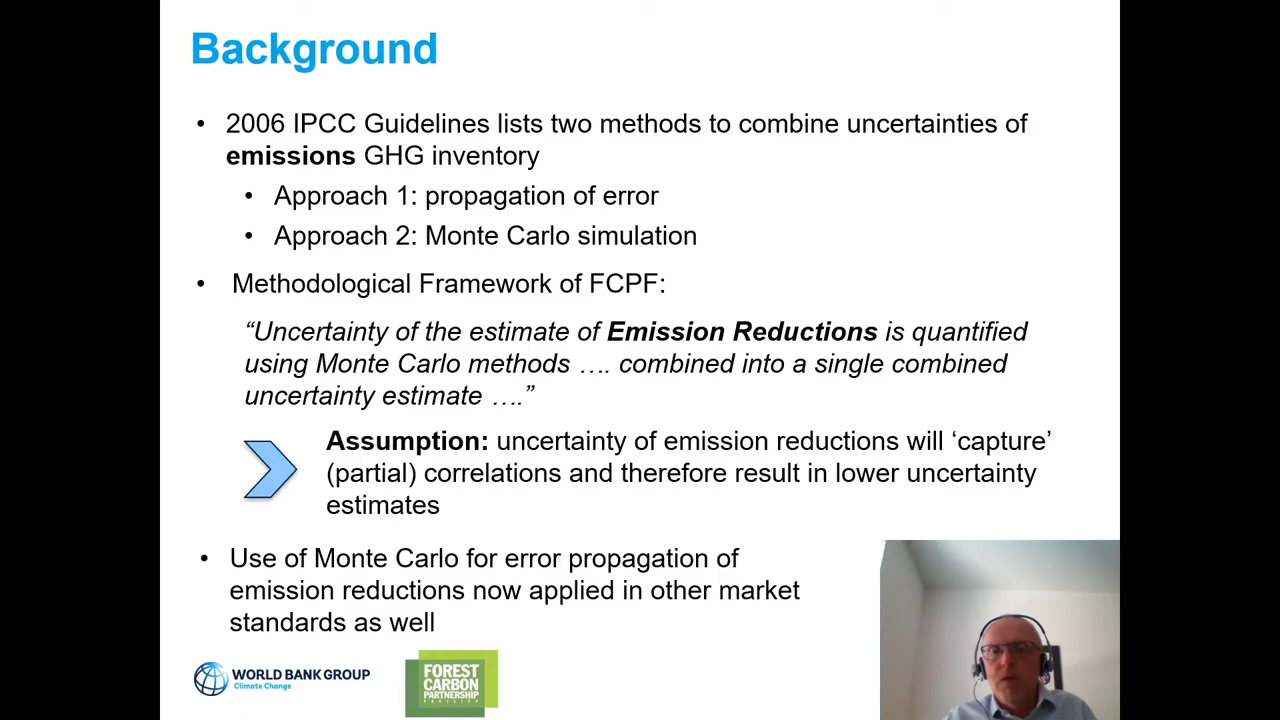 Background
• 2006 IPCC Guidelines lists two methods to combine uncertainties of
emissions GHG inventory
• Approach 1: propagation of error
• Approach 2: Monte Carlo simulation
• Methodological Framework of FCPF:
“Uncertainty of the estimate of Emission Reductions is quantified
using Monte Carlo methods …. combined into a single combined
uncertainty estimate ….”
Assumption: uncertainty of emission reductions will ‘capture’
(partial) correlations and therefore result in lower uncertainty
estimates
• Use of Monte Carlo for error propagation of
emission reductions now applied in other market
standards as well
WORLD BANK GROUP
Climate Change
FOREST
CARBON
PARTNERSHIP
FACILITY